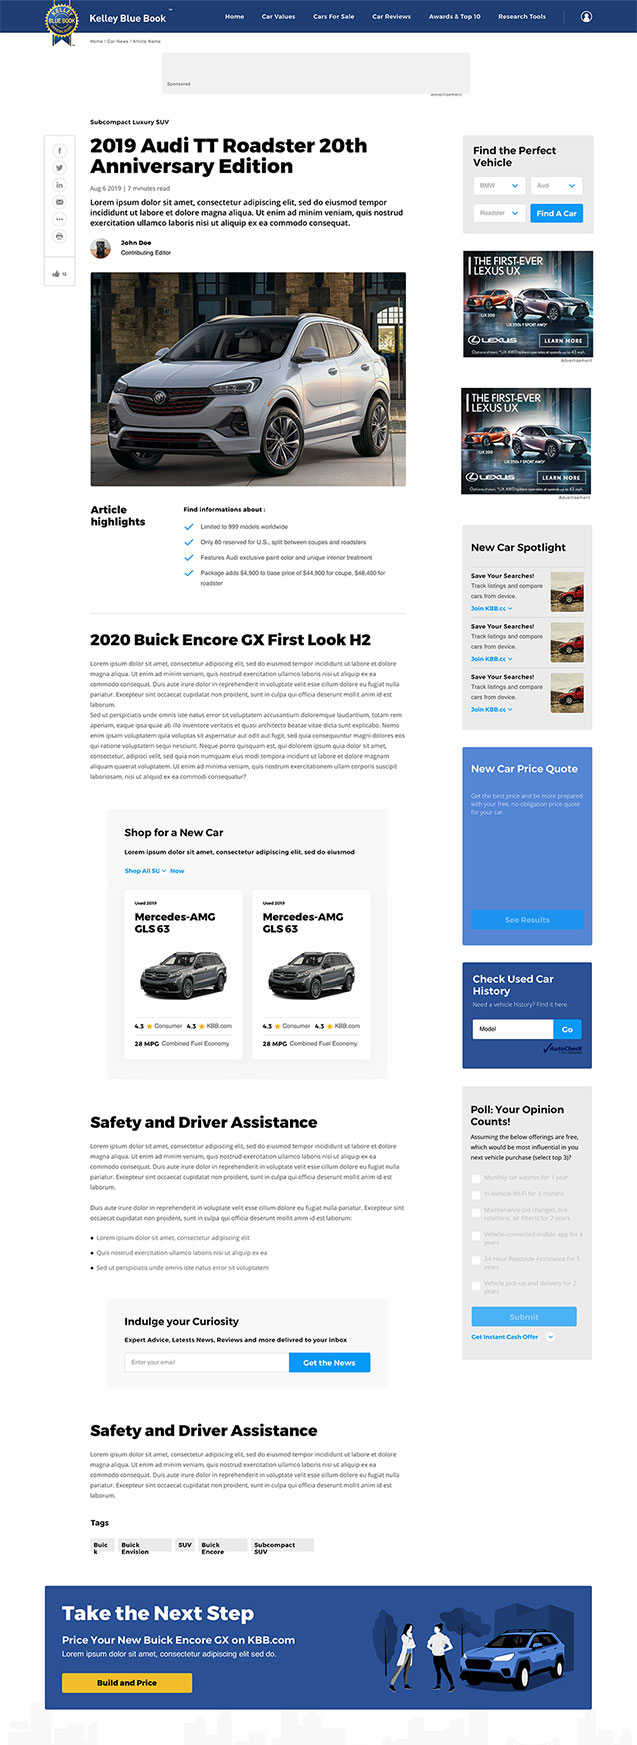 KELLEY
BLUE BOOK
Kelley Blue Book
Home
Car Values
Cars For Sale
Car Reviews
Awards & Top 10
Research Tools
Home / Car News / Article Name
Sponsored
Advertisement
Subcompact Luxury SUV
2019 Audi TT Roadster 20th
Anniversary Edition
Aug 6 2019 | 7 minutes read
Lorem ipsum dolor sit amet, consectetur adipiscing elit, sed do eiusmod tempor
incididunt ut labore et dolore magna aliqua. Ut enim ad minim veniam, quis nostrud
exercitation ullamco laboris nisi ut aliquip ex ea commodo consequat.
12
John Doe
Contributing Editor
Article
highlights
Find informations about :
Limited to 999 models worldwide
Only 80 reserved for U.S., split between coupes and roadsters
Features Audi exclusive paint color and unique interior treatment
Package adds $4,900 to base price of $44,900 for coupe, $48,400 for
roadster
2020 Buick Encore GX First Look H2
Lorem ipsum dolor sit amet, consectetur adipiscing elit, sed do eiusmod tempor incididunt ut labore et dolore
magna aliqua. Ut enim ad minim veniam, quis nostrud exercitation ullamco laboris nisi ut aliquip ex ea
commodo consequat. Duis aute irure dolor in reprehenderit in voluptate velit esse cillum dolore eu fugiat nulla
pariatur. Excepteur sint occaecat cupidatat non proident, sunt in culpa qui officia deserunt mollit anim id est
laborum.
Sed ut perspiciatis unde omnis iste natus error sit voluptatem accusantium doloremque laudantium, totam rem
aperiam, eaque ipsa quae ab illo inventore veritatis et quasi architecto beatae vitae dicta sunt explicabo. Nemo
enim ipsam voluptatem quia voluptas sit aspernatur aut odit aut fugit, sed quia consequuntur magni dolores eos
qui ratione voluptatem sequi nesciunt. Neque porro quisquam est, qui dolorem ipsum quia dolor sit amet,
consectetur, adipisci velit, sed quia non numquam eius modi tempora incidunt ut labore et dolore magnam
aliquam quaerat voluptatem. Ut enim ad minima veniam, quis nostrum exercitationem ullam corporis suscipit
laboriosam, nisi ut aliquid ex ea commodi consequatur?
Shop for a New Car
Lorem ipsum dolor sit amet, consectetur adipiscing elit, sed do eiusmod
Shop All SU Now
Used 2019
Mercedes-AMG
GLS 63
4.3 Consumer 4.3 KBB.com
28 MPG Combined Fuel Economy
Used 2019
Mercedes-AMG
GLS 63
4.3 Consumer 4.3 KBB.com
28 MPG Combined Fuel Economy
Safety and Driver Assistance
Lorem ipsum dolor sit amet, consectetur adipiscing elit, sed do eiusmod tempor incididunt ut labore et dolore
magna aliqua. Ut enim ad minim veniam, quis nostrud exercitation ullamco laboris nisi ut aliquip ex ea
commodo consequat. Duis aute irure dolor in reprehenderit in voluptate velit esse cillum dolore eu fugiat nulla
pariatur. Excepteur sint occaecat cupidatat non proident, sunt in culpa qui officia deserunt mollit anim id est
laborum.
Duis aute irure dolor in reprehenderit in voluptate velit esse cillum dolore eu fugiat nulla pariatur. Excepteur sint
occaecat cupidatat non proident, sunt in culpa qui officia deserunt mollit anim id est laborum:
Lorem ipsum dolor sit amet, consectetur adipiscing elit
Quis nostrud exercitation ullamco laboris nisi ut aliquip ex ea
Sed ut perspiciatis unde omnis iste natus error sit voluptatem
Indulge your Curiosity
Expert Advice, Latests News, Reviews and more delivred to your inbox
Enter your email
Get the News
Safety and Driver Assistance
Lorem ipsum dolor sit amet, consectetur adipiscing elit, sed do eiusmod tempor incididunt ut labore et dolore
magna aliqua. Ut enim ad minim veniam, quis nostrud exercitation ullamco laboris nisi ut aliquip ex ea
commodo consequat. Duis aute irure dolor in reprehenderit in voluptate velit esse cillum dolore eu fugiat nulla
pariatur. Excepteur sint occaecat cupidatat non proident, sunt in culpa qui officia deserunt mollit anim id est
laborum.
Tags
Buic
k
Buick
Envision
SUV
Buick
Encore
Subcompact
SUV
Find the Perfect
Vehicle
BMW
Audi
Roadster
Find A Car
THE FIRST-EVER
LEXUS UX
UX 200
UX 250h F SPORT AWD*
LEXUS
LEARN MORE
Options shown. *UX AWD system operates at speeds up to 43 mph.
Advertisement
THE FIRST-EVER
LEXUS UX
UX 200
UX 250h F SPORT AWD*
LEXUS
LEARN MORE
Options shown. *UX AWD system operates at speeds up to 43 mph.
Advertisement
New Car Spotlight
Save Your Searches!
Track listings and compare
cars from device.
Join KBB.cc
Save Your Searches!
Track listings and compare
cars from device.
Join KBB.cc
Save Your Searches!
Track listings and compare
cars from device.
Join KBB.cc
New Car Price Quote
Get the best price and be more prepared
with your free, no-obligation price quote
for your car
See Results
Check Used Car
History
Need a vehicle history? Find it here.
Model
Go
AutoCheck
Poll: Your Opinion
Counts!
Assuming the below offerings are free,
which would be most influential in you
next vehicle purchase (select top 3)?
Monthly car washes for 1 year
In-Vehicle Wi-Fi for 3 months
Maintenance (oil changes, tire
rotations, air filters) for 2 years
Vehicle-connected mobile app for 4
years
24-Hour Roadside Assistance for 5
years
Vehicle pick-up and delivery for 2
years
Submit
Get Instant Cash Offer
Take the Next Step
Price Your New Buick Encore GX on KBB.com
Lorem ipsum dolor sit amet, consectetur adipiscing elit sed do.
Build and Price